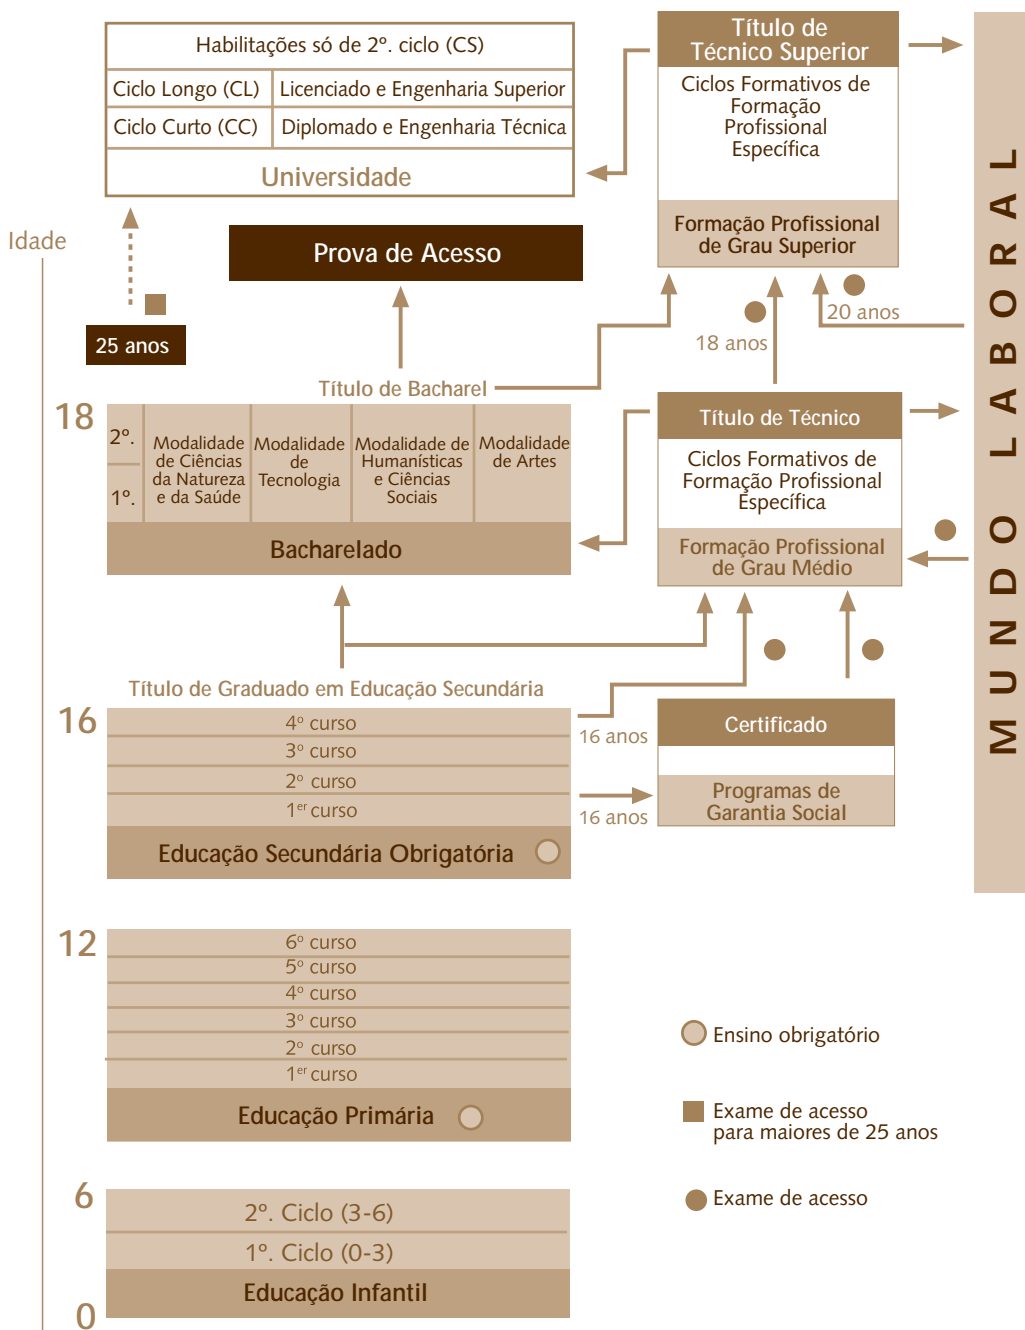 Habilitações só de 2º. ciclo (CS)
Ciclo Longo (CL)
Licenciado e Engenharia Superior
Ciclo Curto (CC)
Diplomado e Engenharia Técnica
Universidade
Título de
Técnico Superior
Ciclos Formativos de
Formação
Profissional
Específica
Formação Profissional
de Grau Superior
Idade
Prova de Acesso
25 anos
20 anos
18 anos
Título de Bacharel
18
2º.
1º.
Modalidade
de Ciências
da Natureza
e da Saúde
Modalidade
de
Tecnologia
Modalidade de
Humanísticas
e Ciências
Sociais
Modalidade
de Artes
Bacharelado
Título de Técnico
Ciclos Formativos de
Formação Profissional
Específica
Formação Profissional
de Grau Médio
MUNDO LABORAL
Título de Graduado em Educação Secundária
16
4º curso
3º curso
2º curso
1er curso
Educação Secundária Obrigatória
16 anos
16 anos
Certificado
Programas de
Garantia Social
12
6º curso
5º curso
4º curso
3º curso
2º curso
1er curso
Educação Primária
Ensino obrigatório
Exame de acesso
para maiores de 25 anos
Exame de acesso
6
2º. Ciclo (3-6)
1º. Ciclo (0-3)
Educação Infantil
0